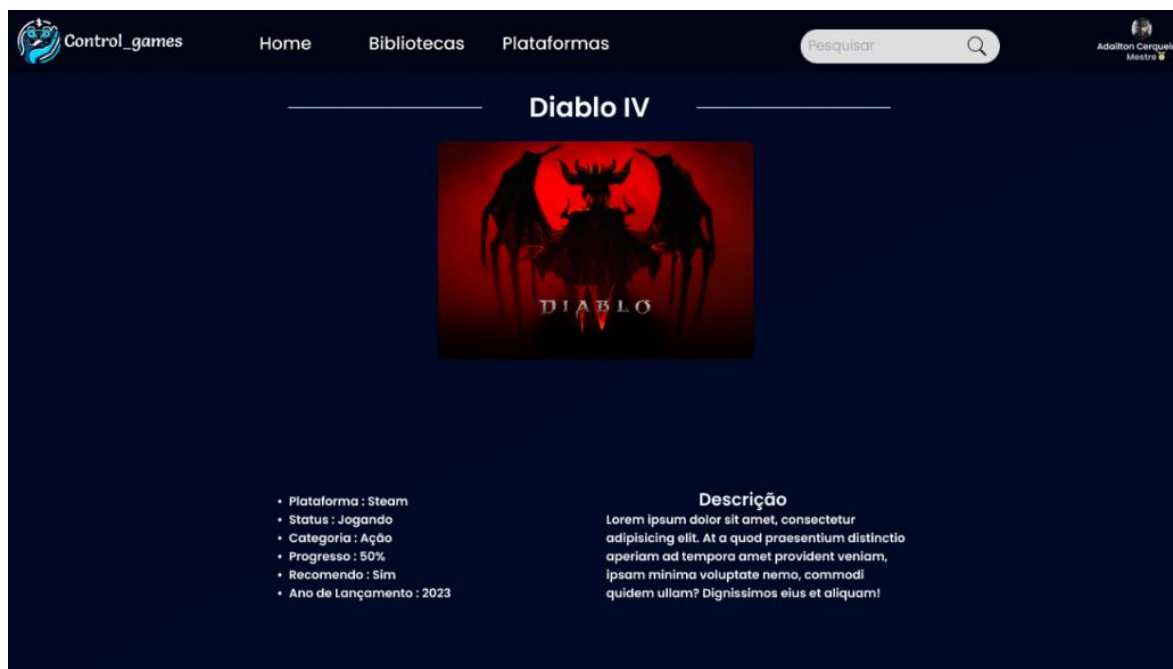 Control_games
Home
Bibliotecas
Plataformas
Pesquisar
Adailton Cerquei
Mestre
Diablo IV
DIABLO
IV
Plataforma : Steam
Status : Jogando
Categoria : Ação
Progresso : 50%
Recomendo : Sim
Ano de Lançamento : 2023
Descrição
Lorem ipsum dolor sit amet, consectetur
adipisicing elit. At a quod praesentium distinctio
aperiam ad tempora amet provident veniam,
ipsam minima voluptate nemo, commodi
quidem ullam? Dignissimos eius et aliquam!